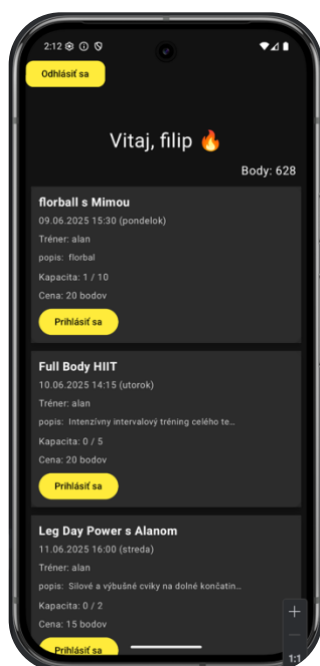 2:12
Odhlásiť sa
Vitaj, filip 🔥
Body: 628
florball s Mimou
09.06.2025 15:30 (pondelok)
Tréner: alan
popis: florbal
Kapacita: 1 / 10
Cena: 20 bodov
Prihlásiť sa
Full Body HIIT
10.06.2025 14:15 (utorok)
Tréner: alan
popis: Intenzívny intervalový tréning celého te...
Kapacita: 0 / 5
Cena: 20 bodov
Prihlásiť sa
Leg Day Power s Alanom
11.06.2025 16:00 (streda)
Tréner: alan
popis: Silové a výbušné cviky na dolné končatin...
Kapacita: 0 / 2
Cena: 15 bodov
Prihlásiť sa
1:1